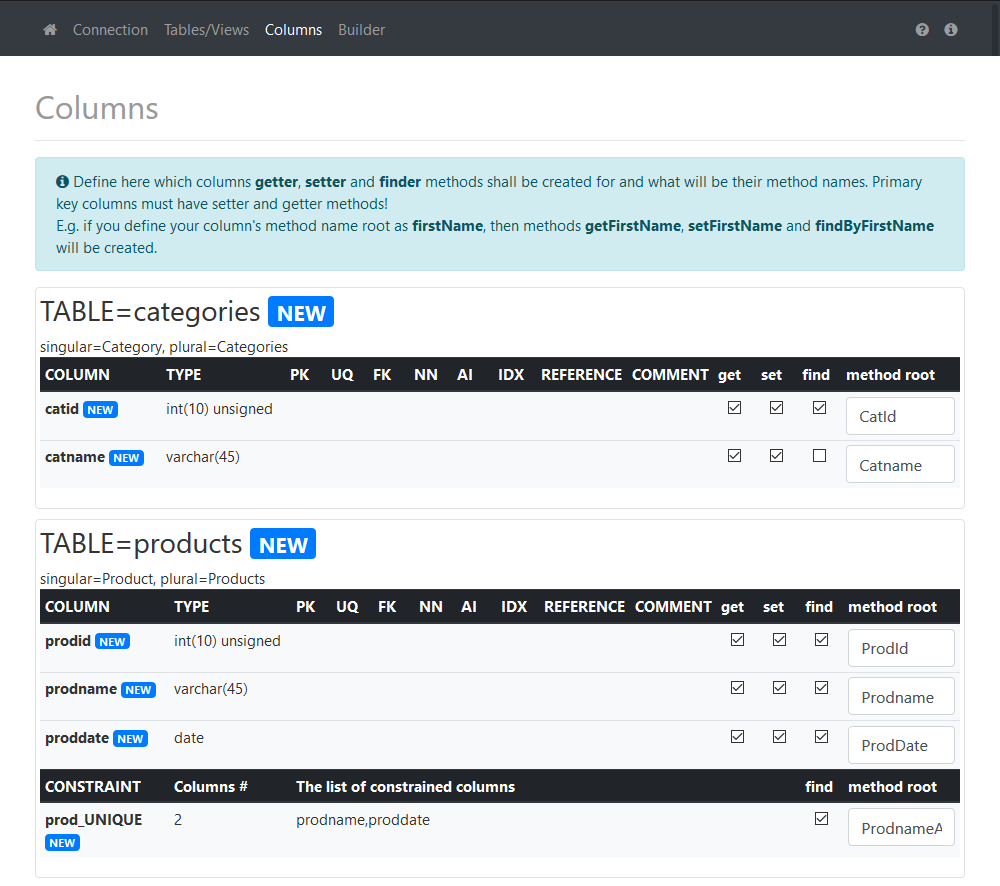 Connection Tables/Views Columns Builder
Columns
Define here which columns getter, setter and finder methods shall be created for and what will be their method names. Primary
key columns must have setter and getter methods!
E.g. if you define your column's method name root as firstName, then methods getFirstName, setFirstName and findByFirstName
will be created.
TABLE=categories NEW
singular=Category, plural=Categories
COLUMN TYPE PK UQ FK NN AI IDX REFERENCE COMMENT get set find method root
catid NEW int(10) unsigned CatId
catname NEW varchar(45) Catname
TABLE=products NEW
singular=Product, plural=Products
COLUMN TYPE PK UQ FK NN AI IDX REFERENCE COMMENT get set find method root
prodid NEW int(10) unsigned ProdId
prodname NEW varchar(45) Prodname
proddate NEW date ProdDate
CONSTRAINT Columns # The list of constrained columns find method root
prod_UNIQUE 2 prodname,proddate ProdnameA
NEW